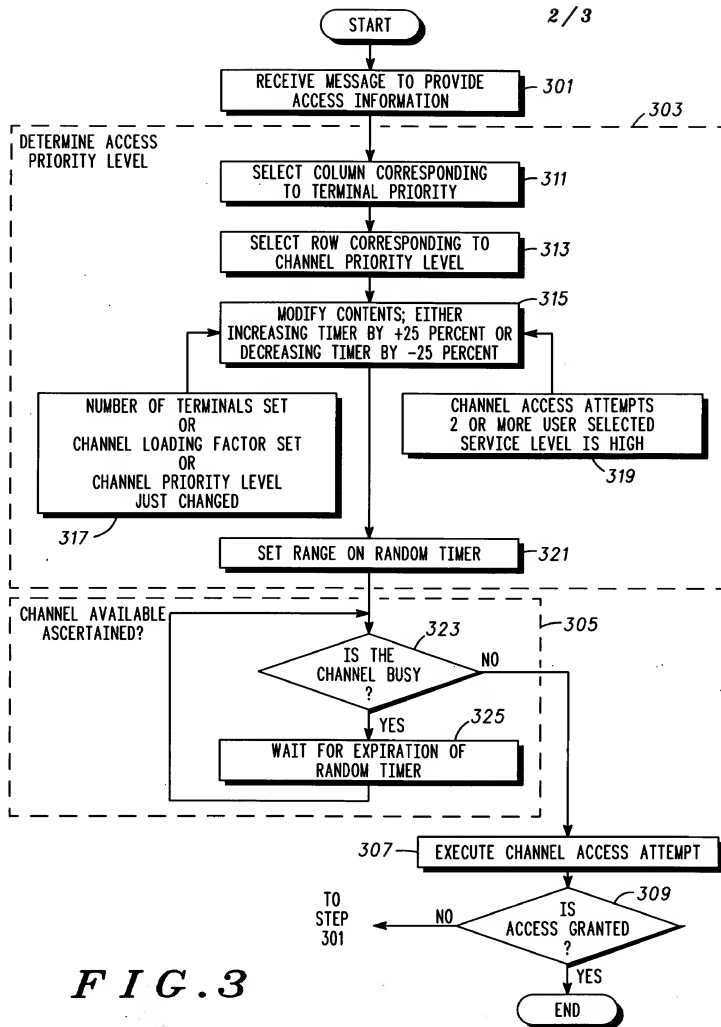 2/3
START
RECEIVE MESSAGE TO PROVIDE
ACCESS INFORMATION
301
303
DETERMINE ACCESS
PRIORITY LEVEL
SELECT COLUMN CORRESPONDING
TO TERMINAL PRIORITY
311
SELECT ROW CORRESPONDING TO
CHANNEL PRIORITY LEVEL
313
315
MODIFY CONTENTS; EITHER
INCREASING TIMER BY +25 PERCENT OR
DECREASING TIMER BY -25 PERCENT
NUMBER OF TERMINALS SET
OR
CHANNEL LOADING FACTOR SET
OR
CHANNEL PRIORITY LEVEL
JUST CHANGED
317
CHANNEL ACCESS ATTEMPTS
2 OR MORE USER SELECTED
SERVICE LEVEL IS HIGH
319
SET RANGE ON RANDOM TIMER
321
CHANNEL AVAILABLE
ASCERTAINED?
305
323
IS THE
CHANNEL BUSY
?
NO
YES
325
WAIT FOR EXPIRATION OF
RANDOM TIMER
307
EXECUTE CHANNEL ACCESS ATTEMPT
309
IS
ACCESS GRANTED
?
NO
TO
STEP
301
YES
END
FIG.3